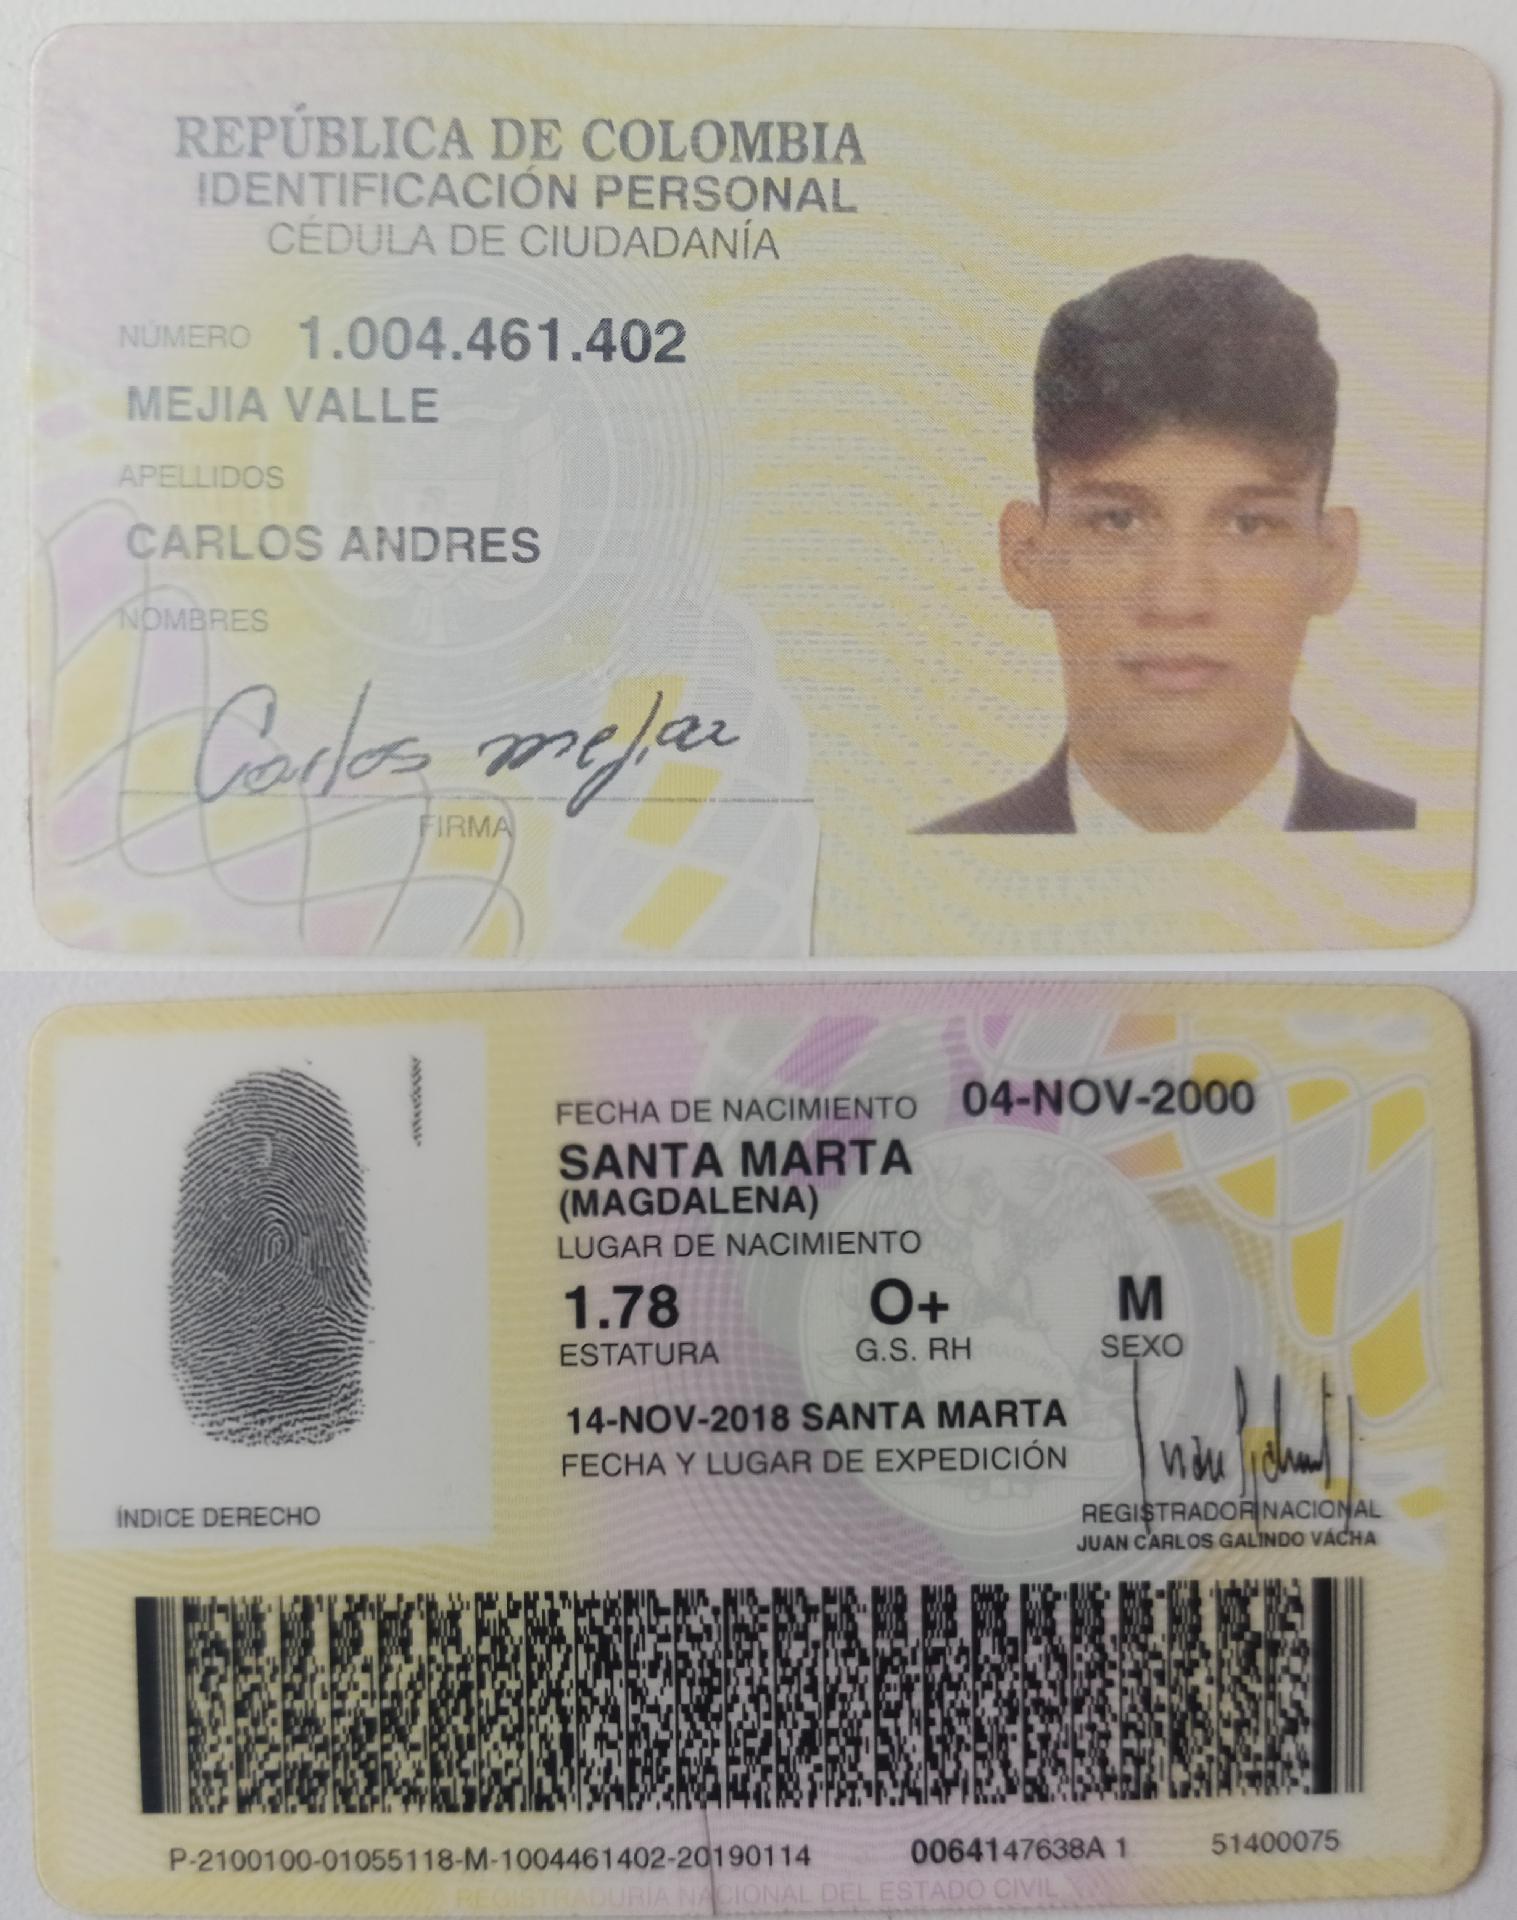 REPÚBLICA DE COLOMBIA
IDENTIFICACIÓN PERSONAL
CÉDULA DE CIUDADANÍA
NÚMERO 1.004.461.402
MEJIA VALLE
APELLIDOS
CARLOS ANDRES
NOMBRES
Carlos mejia
FIRMA
FECHA DE NACIMIENTO 04-NOV-2000
SANTA MARTA
(MAGDALENA)
LUGAR DE NACIMIENTO
1.78 O+ M
ESTATURA G.S. RH SEXO
14-NOV-2018 SANTA MARTA
FECHA Y LUGAR DE EXPEDICIÓN
ÍNDICE DERECHO
REGISTRADOR NACIONAL
JUAN CARLOS GALINDO VÁCHA
P-2100100-01055118-M-1004461402-20190114 0064147638A 1 51400075
REGISTRADURÍA NACIONAL DEL ESTADO CIVIL